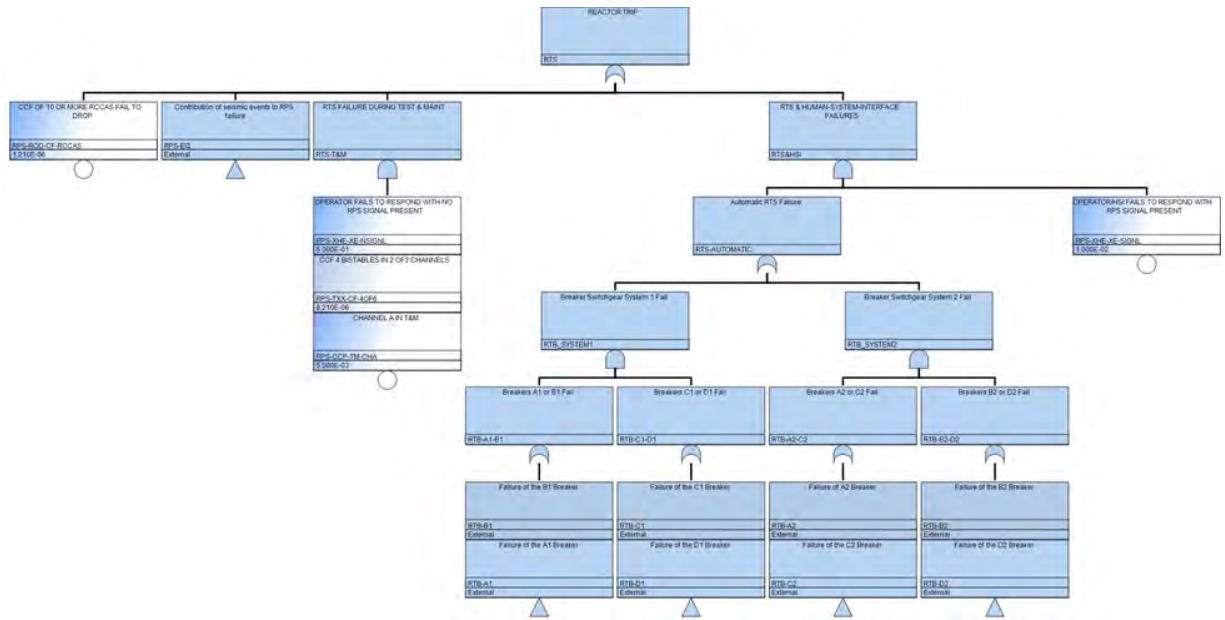 REACTOR TRIP
RTS
CCF OF 10 OR MORE RCCAS FAIL TO
DROP
RPS-ROD-CF-RCCAS
1.210E-06
Contribution of seismic events to RPS
failure
RPS-EQ
External
RTS FAILURE DURING TEST & MAINT
RTS-T&M
RTS & HUMAN-SYSTEM-INTERFACE
FAILURES
RTS&HSI
OPERATOR FAILS TO RESPOND WITH NO
RPS SIGNAL PRESENT
RPS-XHE-XE-NSIGNL
5.000E-01
CCF 4 BISTABLES IN 2 OF3 CHANNELS
RPS-TXX-CF-4OF6
8.210E-06
CHANNEL A IN T&M
RPS-CCP-TM-CHA
5.000E-03
Automatic RTS Failure
RTS-AUTOMATIC
OPERATOR/HSI FAILS TO RESPOND WITH
RPS SIGNAL PRESENT
RPS-XHE-XE-SIGNL
1.000E-02
Breaker Switchgear System 1 Fail
RTB_SYSTEM1
Breaker Switchgear System 2 Fail
RTB_SYSTEM2
Breakers A1 or B1 Fail
RTB-A1-B1
Breakers C1 or D1 Fail
RTB-C1-D1
Breakers A2 or C2 Fail
RTB-A2-C2
Breakers B2 or D2 Fail
RTB-B2-D2
Failure of the B1 Breaker
RTB-B1
External
Failure of the A1 Breaker
RTB-A1
External
Failure of the C1 Breaker
RTB-C1
External
Failure of the D1 Breaker
RTB-D1
External
Failure of A2 Breaker
RTB-A2
External
Failure of the C2 Breaker
RTB-C2
External
Failure of the B2 Breaker
RTB-B2
External
Failure of the D2 Breaker
RTB-D2
External